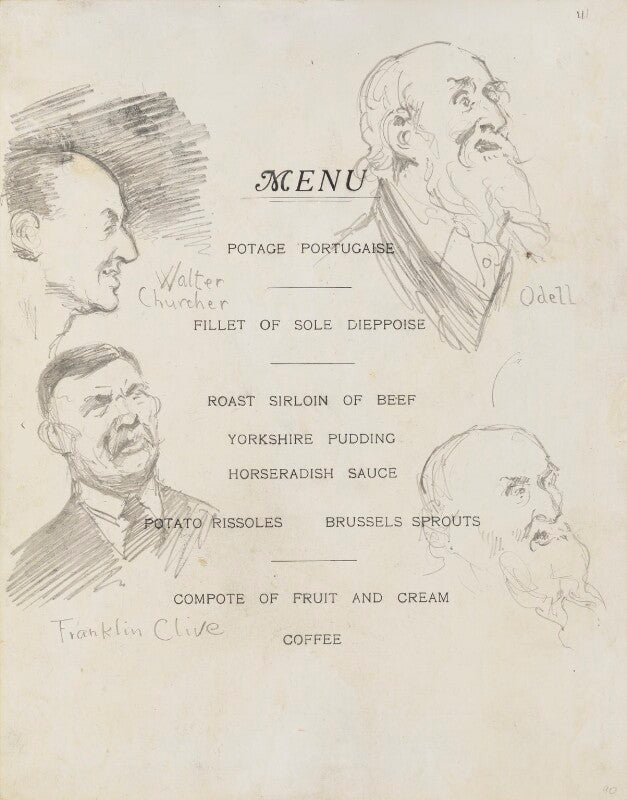 41
MENU
POTAGE PORTUGAISE
Walter
Churcher
Odell
FILLET OF SOLE DIEPPOISE
ROAST SIRLOIN OF BEEF
YORKSHIRE PUDDING
HORSERADISH SAUCE
POTATO RISSOLES BRUSSELS SPROUTS
COMPOTE OF FRUIT AND CREAM
Franklin Clive
COFFEE
40